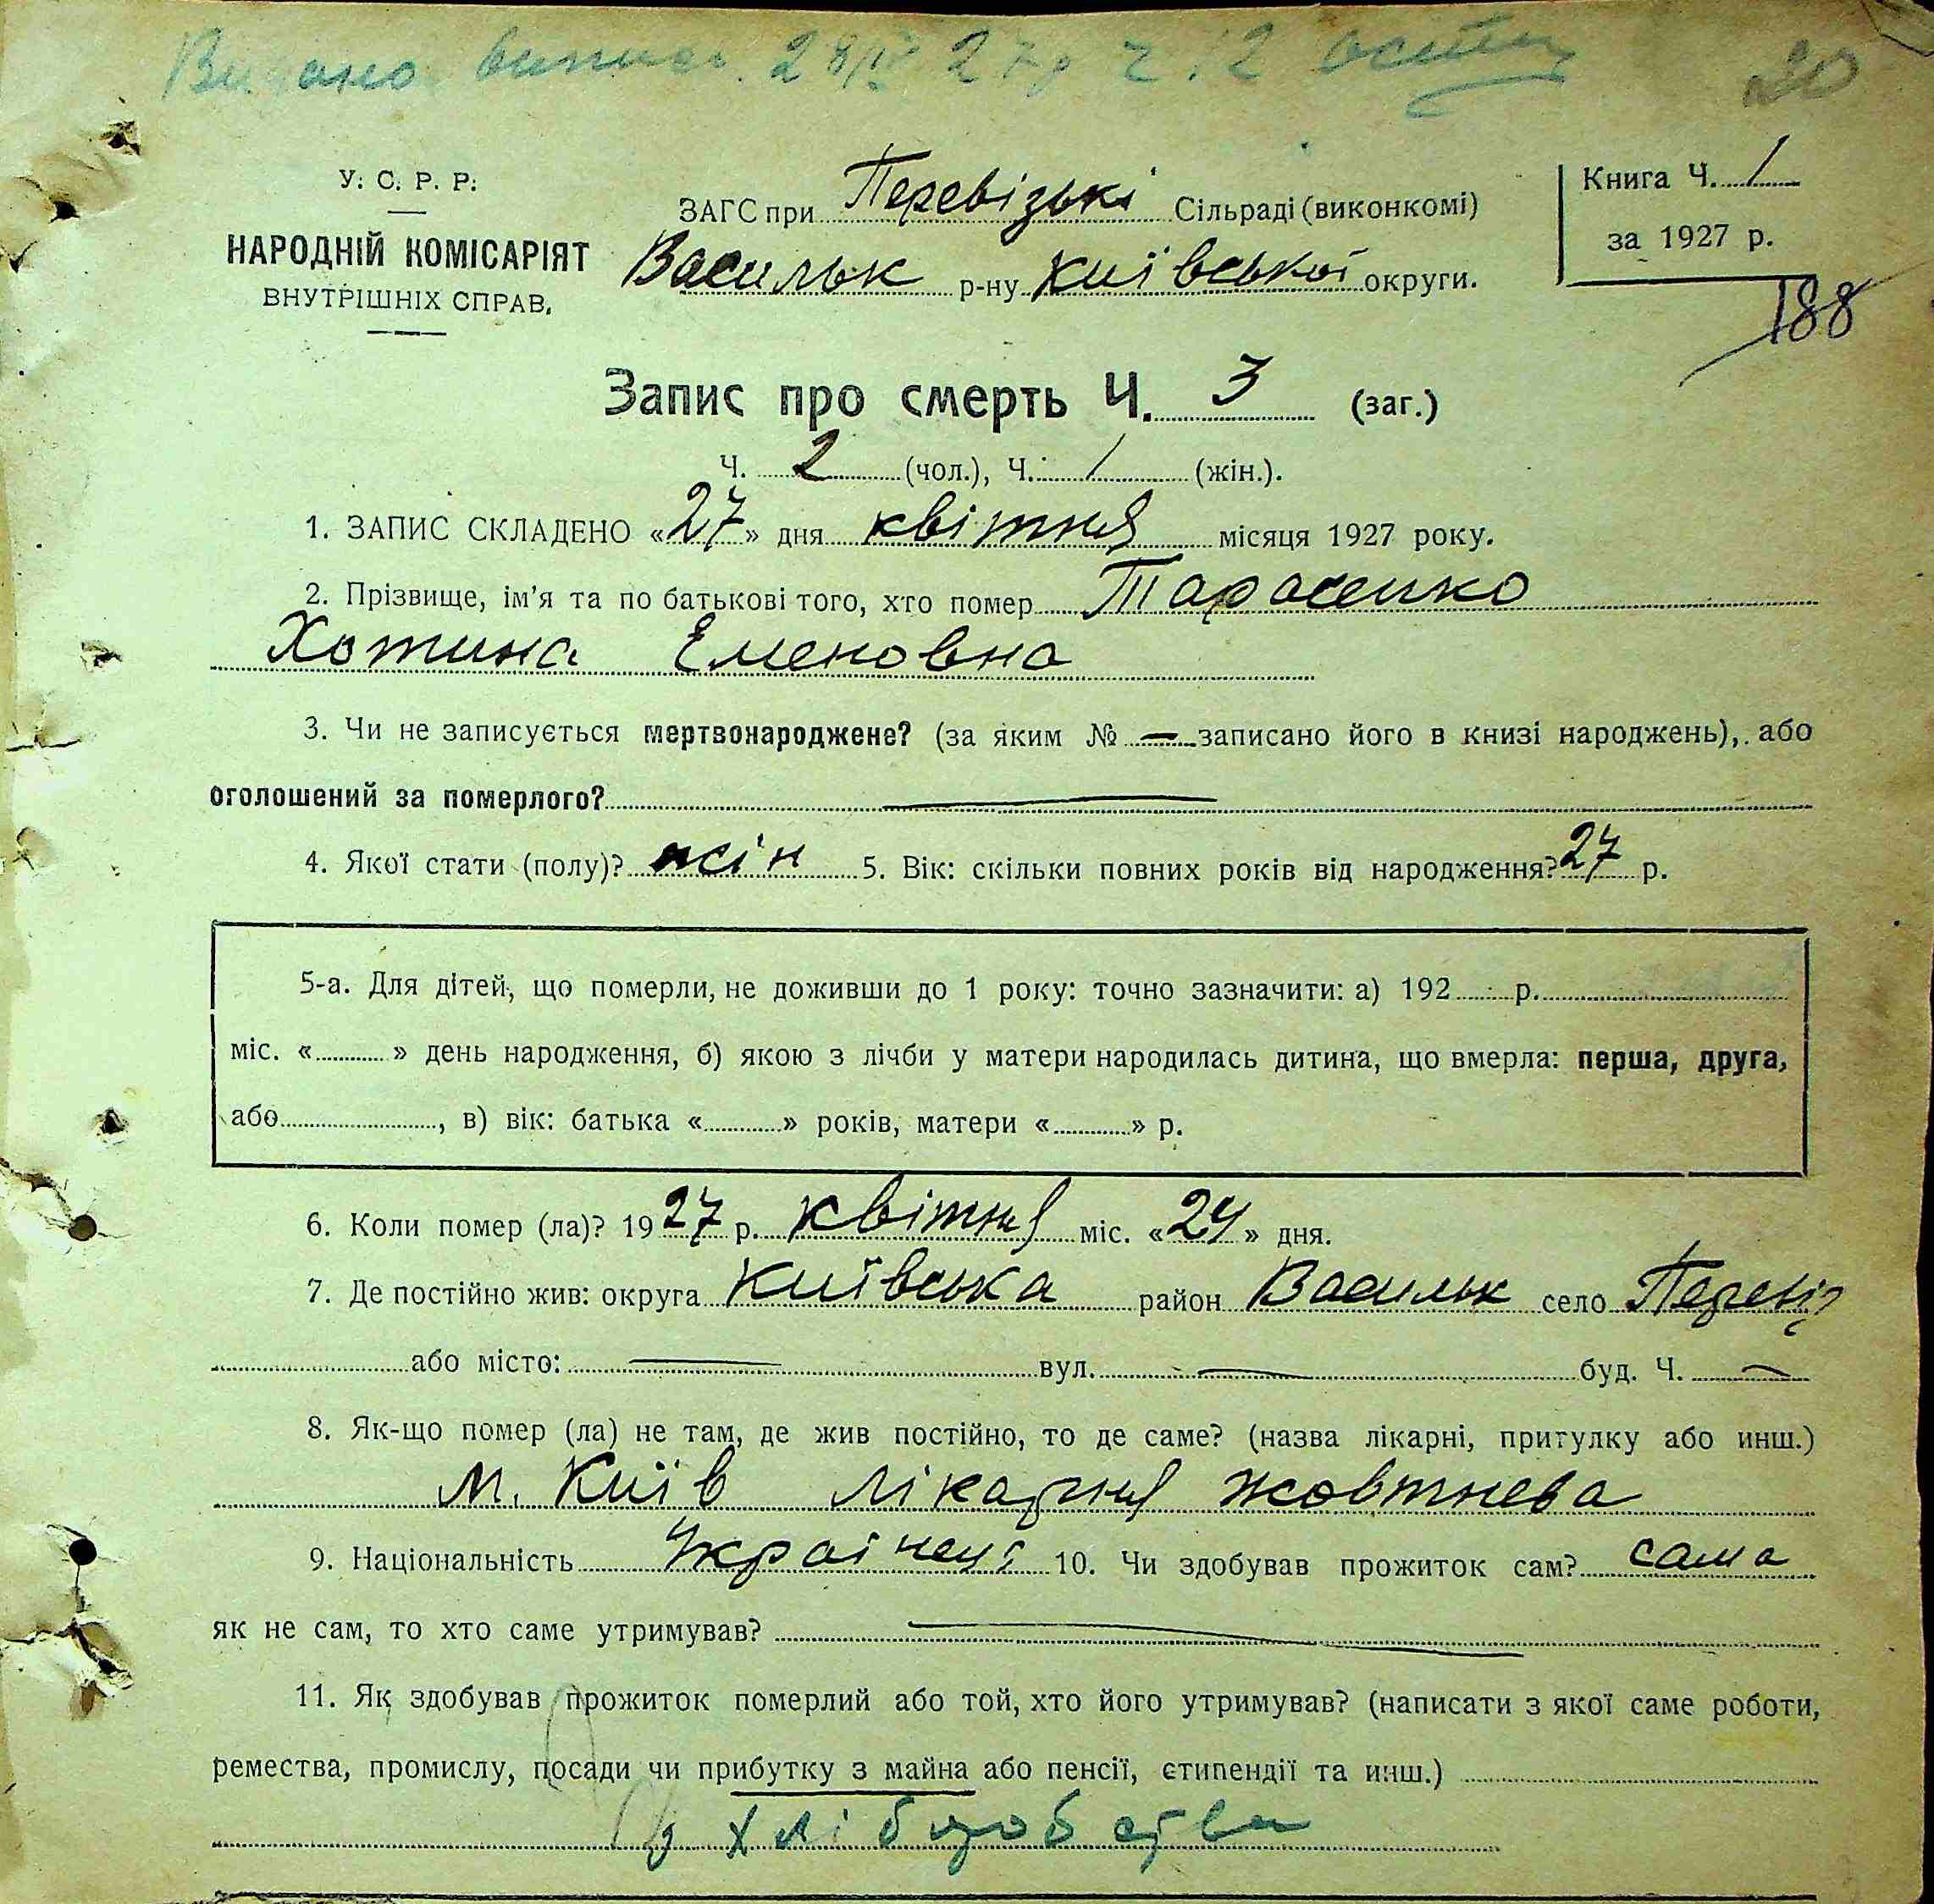 Видано випис. 28/IV 27 р ч. 2
20
У. С. Р. Р.
НАРОДНІЙ КОМІСАРІЯТ
ВНУТРІШНІХ СПРАВ.
ЗАГС при Перевізькі Сільраді (виконкомі)
Васильк р-ну Київської округи.
Книга Ч. 1
за 1927 р.
188
Запис про смерть Ч. 3 (заг.)
Ч. 2 (чол.), Ч. 1 (жін.).
1. ЗАПИС СКЛАДЕНО «27» дня квітня місяця 1927 року.
2. Прізвище, ім'я та по батькові того, хто помер Тарасенко
Хотина Еменовна
3. Чи не записується мертвонароджене? (за яким № — записано його в книзі народжень), або
оголошений за померлого? —
4. Якої стати (полу)? жін 5. Вік: скільки повних років від народження? 27 р.
5-а. Для дітей, що померли, не доживши до 1 року: точно зазначити: а) 192 р.
міс. « » день народження, б) якою з лічби у матери народилась дитина, що вмерла: перша, друга,
або , в) вік: батька « » років, матери « » р.
6. Коли помер (ла)? 1927 р. квітня міс. «24» дня.
7. Де постійно жив: округа Київська район Васильк село Перевіз
або місто: — вул. — буд. Ч. —
8. Як-що помер (ла) не там, де жив постійно, то де саме? (назва лікарні, притулку або инш.)
м. Київ лікарня жовтнева
9. Національність Украінеці 10. Чи здобував прожиток сам? сама
як не сам, то хто саме утримував? —
11. Як здобував прожиток померлий або той, хто його утримував? (написати з якої саме роботи,
ремества, промислу, посади чи прибутку з майна або пенсії, стипендії та инш.)
з хліборобства